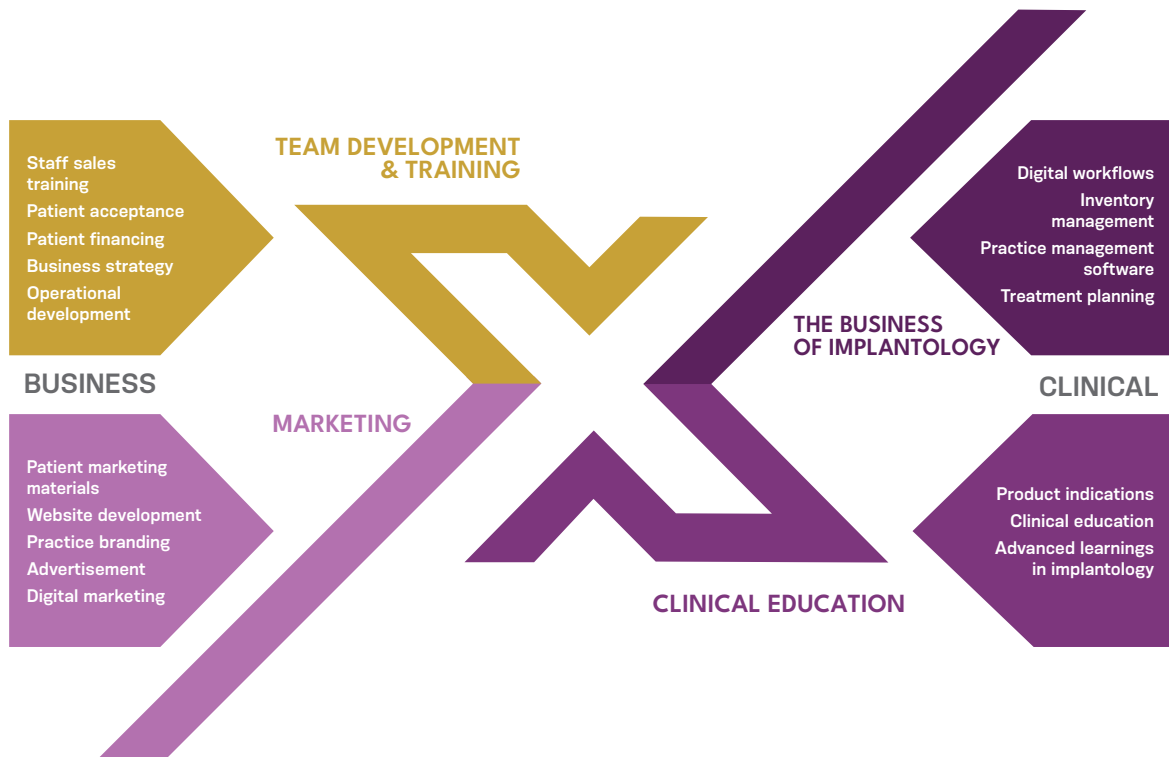 TEAM DEVELOPMENT
& TRAINING
Staff sales
training
Patient acceptance
Patient financing
Business strategy
Operational
development
BUSINESS
MARKETING
Patient marketing
materials
Website development
Practice branding
Advertisement
Digital marketing
Digital workflows
Inventory
management
Practice management
software
Treatment planning
THE BUSINESS
OF IMPLANTOLOGY
CLINICAL
Product indications
Clinical education
Advanced learnings
in implantology
CLINICAL EDUCATION